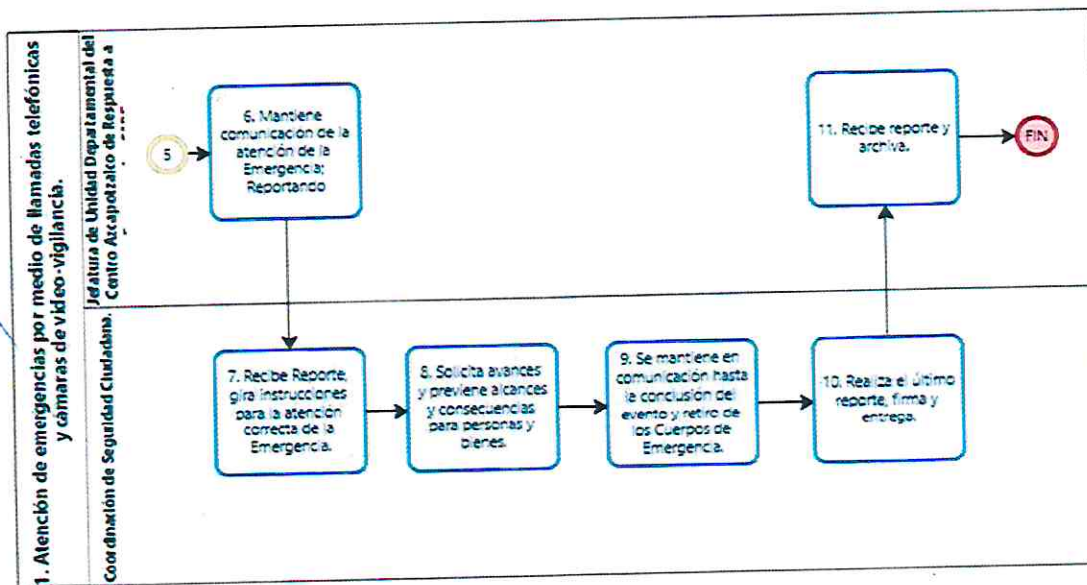 1. Atención de emergencias por medio de llamadas telefónicas
y cámaras de video-vigilancia.
Jefatura de Unidad Departamental del
Centro Azcapotzalco de Respuesta a
5
6. Mantiene
comunicación de la
atención de la
Emergencia;
Reportando
11. Recibe reporte y
archiva.
FIN
Coordinación de Seguridad Ciudadana.
7. Recibe Reporte,
gira instrucciones
para la atención
correcta de la
Emergencia.
8. Solicita avances
y previene alcances
y consecuencias
para personas y
bienes.
9. Se mantiene en
comunicación hasta
la conclusión del
evento y retiro de
los Cuerpos de
Emergencia.
10. Realiza el último
reporte, firma y
entrega.